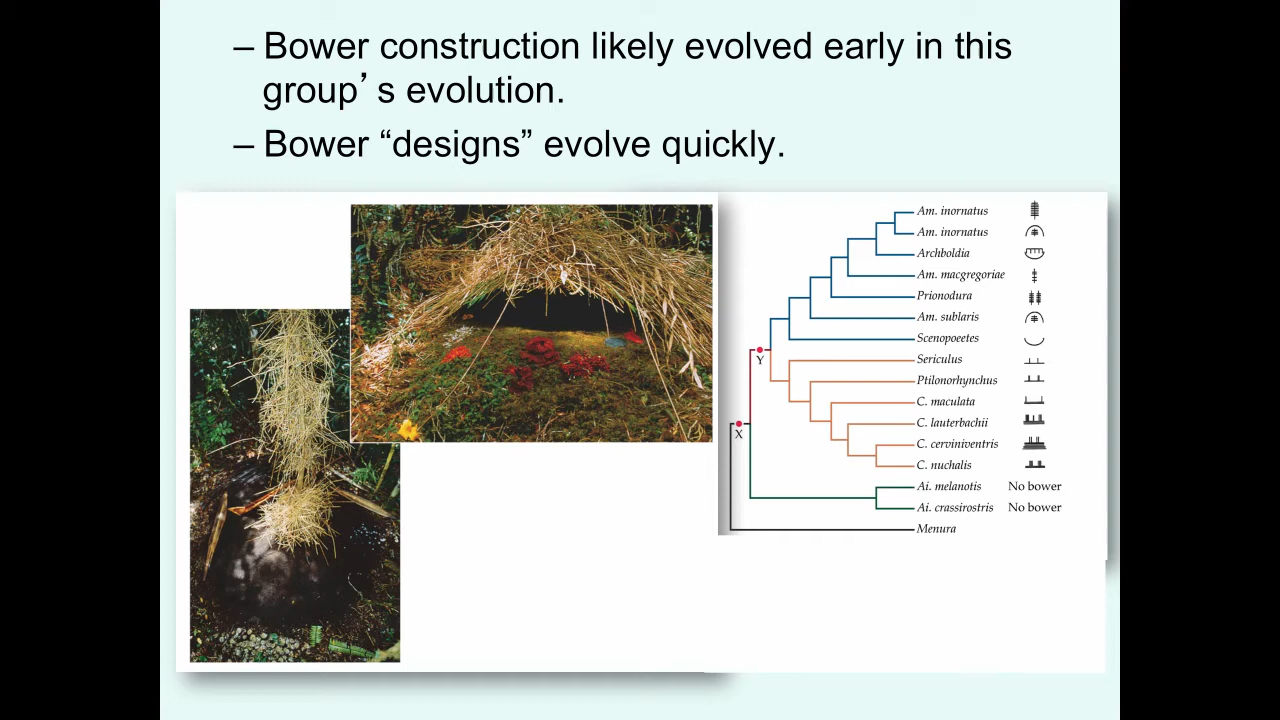 – Bower construction likely evolved early in this
group’s evolution.
– Bower “designs” evolve quickly.
Am. inornatus
Am. inornatus
Archboldia
Am. macgregoriae
Prionodura
Am. sublaris
Scenopoeetes
Y
Sericulus
Ptilonorhynchus
C. maculata
C. lauterbachii
X
C. cerviniventris
C. nuchalis
Ai. melanotis No bower
Ai. crassirostris No bower
Menura